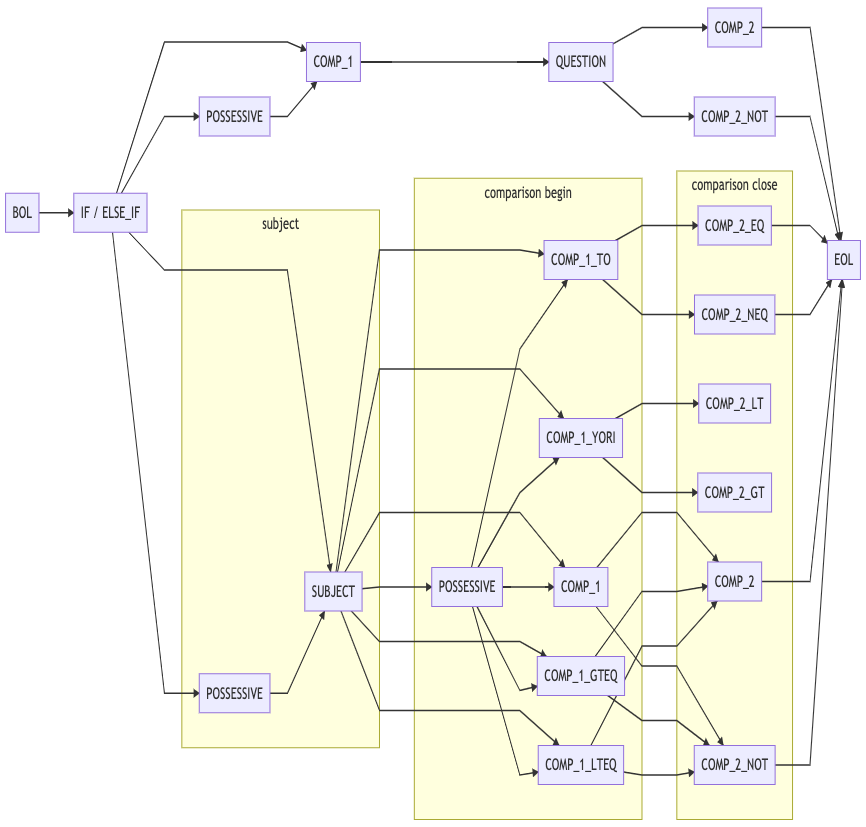 COMP_2
COMP_1
QUESTION
POSSESSIVE
COMP_2_NOT
BOL
IF / ELSE_IF
subject
comparison begin
comparison close
COMP_2_EQ
COMP_1_TO
EOL
COMP_2_NEQ
COMP_2_LT
COMP_1_YORI
COMP_2_GT
SUBJECT
POSSESSIVE
COMP_1
COMP_2
POSSESSIVE
COMP_1_GTEQ
COMP_1_LTEQ
COMP_2_NOT